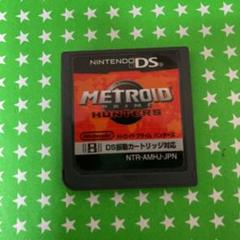 NINTENDO DS
METROID
PRIME
HUNTERS
Nintendo
メトロイド プライム ハンターズ
DS振動カートリッジ対応
NTR-AMHJ-JPN